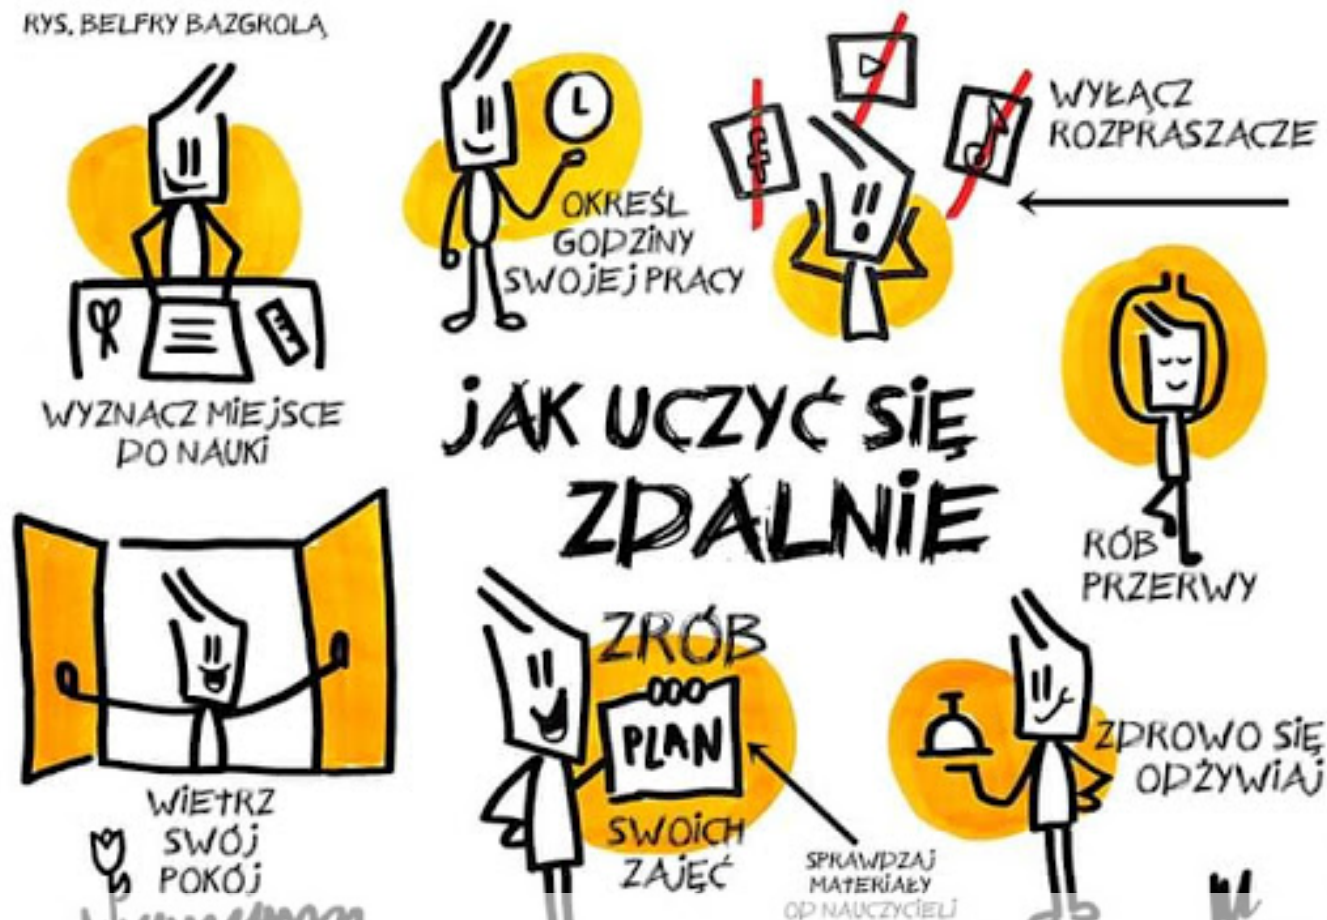 RYS. BELFRY BAZGROLĄ
WYŁĄCZ
ROZPRASZACZE
OKREŚL
GODZINY
SWOJEJ PRACY
WYZNACZ MIEJSCE
DO NAUKI
JAK UCZYĆ SIĘ
ZDALNIE
RÓB
PRZERWY
ZRÓB
PLAN
SWOICH
ZAJĘĆ
ZDROWO SIĘ
ODŻYWIAJ
WIETRZ
SWÓJ
POKÓJ
SPRAWDZAJ
MATERIAŁY
OD NAUCZYCIELI